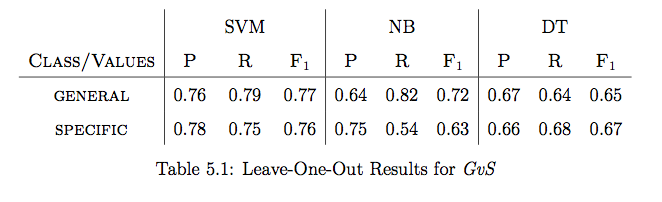 SVM NB DT
CLASS/VALUES P R F₁ P R F₁ P R F₁
GENERAL 0.76 0.79 0.77 0.64 0.82 0.72 0.67 0.64 0.65
SPECIFIC 0.78 0.75 0.76 0.75 0.54 0.63 0.66 0.68 0.67
Table 5.1: Leave-One-Out Results for GvS